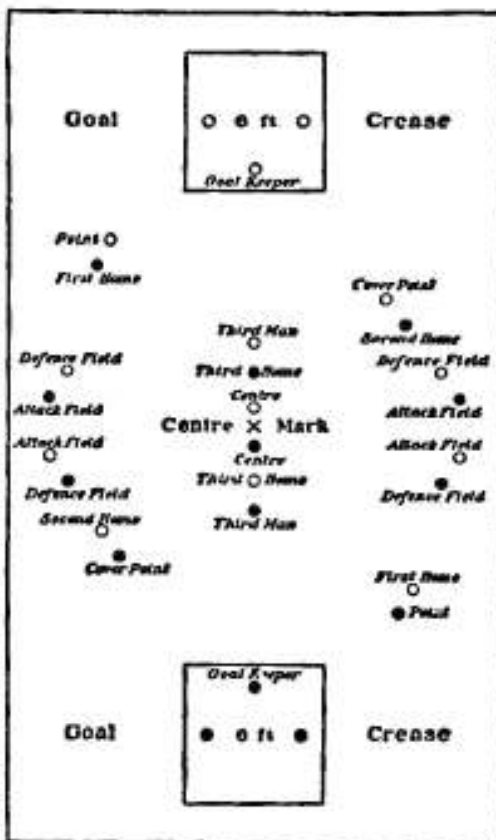 Goal 6 ft Crease
Goal Keeper
Point
First Home
Cover Point
Second Home
Third Man
Defence Field
Defence Field
Third Home
Attack Field
Attack Field
Centre
Centre × Mark
Attack Field
Attack Field
Centre
Third Home
Defence Field
Defence Field
Second Home
Third Man
Cover Point
First Home
Point
Goal Keeper
Goal 6 ft Crease